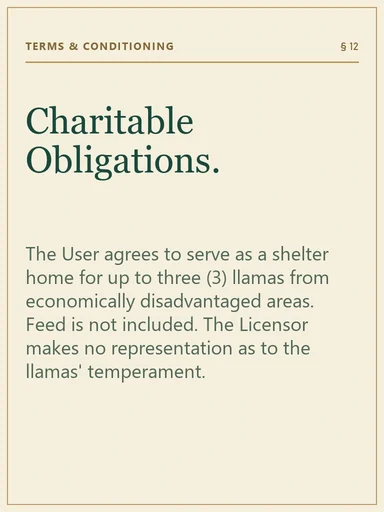 TERMS & CONDITIONING
§ 12
Charitable
Obligations.
The User agrees to serve as a shelter
home for up to three (3) llamas from
economically disadvantaged areas.
Feed is not included. The Licensor
makes no representation as to the
llamas' temperament.